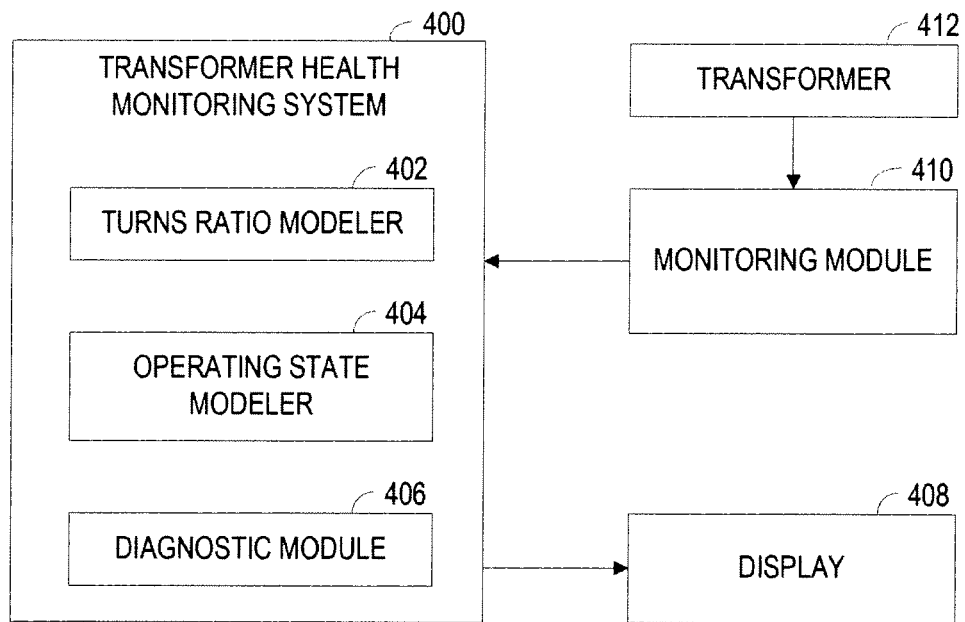 400
TRANSFORMER HEALTH
MONITORING SYSTEM
402
TURNS RATIO MODELER
404
OPERATING STATE
MODELER
406
DIAGNOSTIC MODULE
412
TRANSFORMER
410
MONITORING MODULE
408
DISPLAY